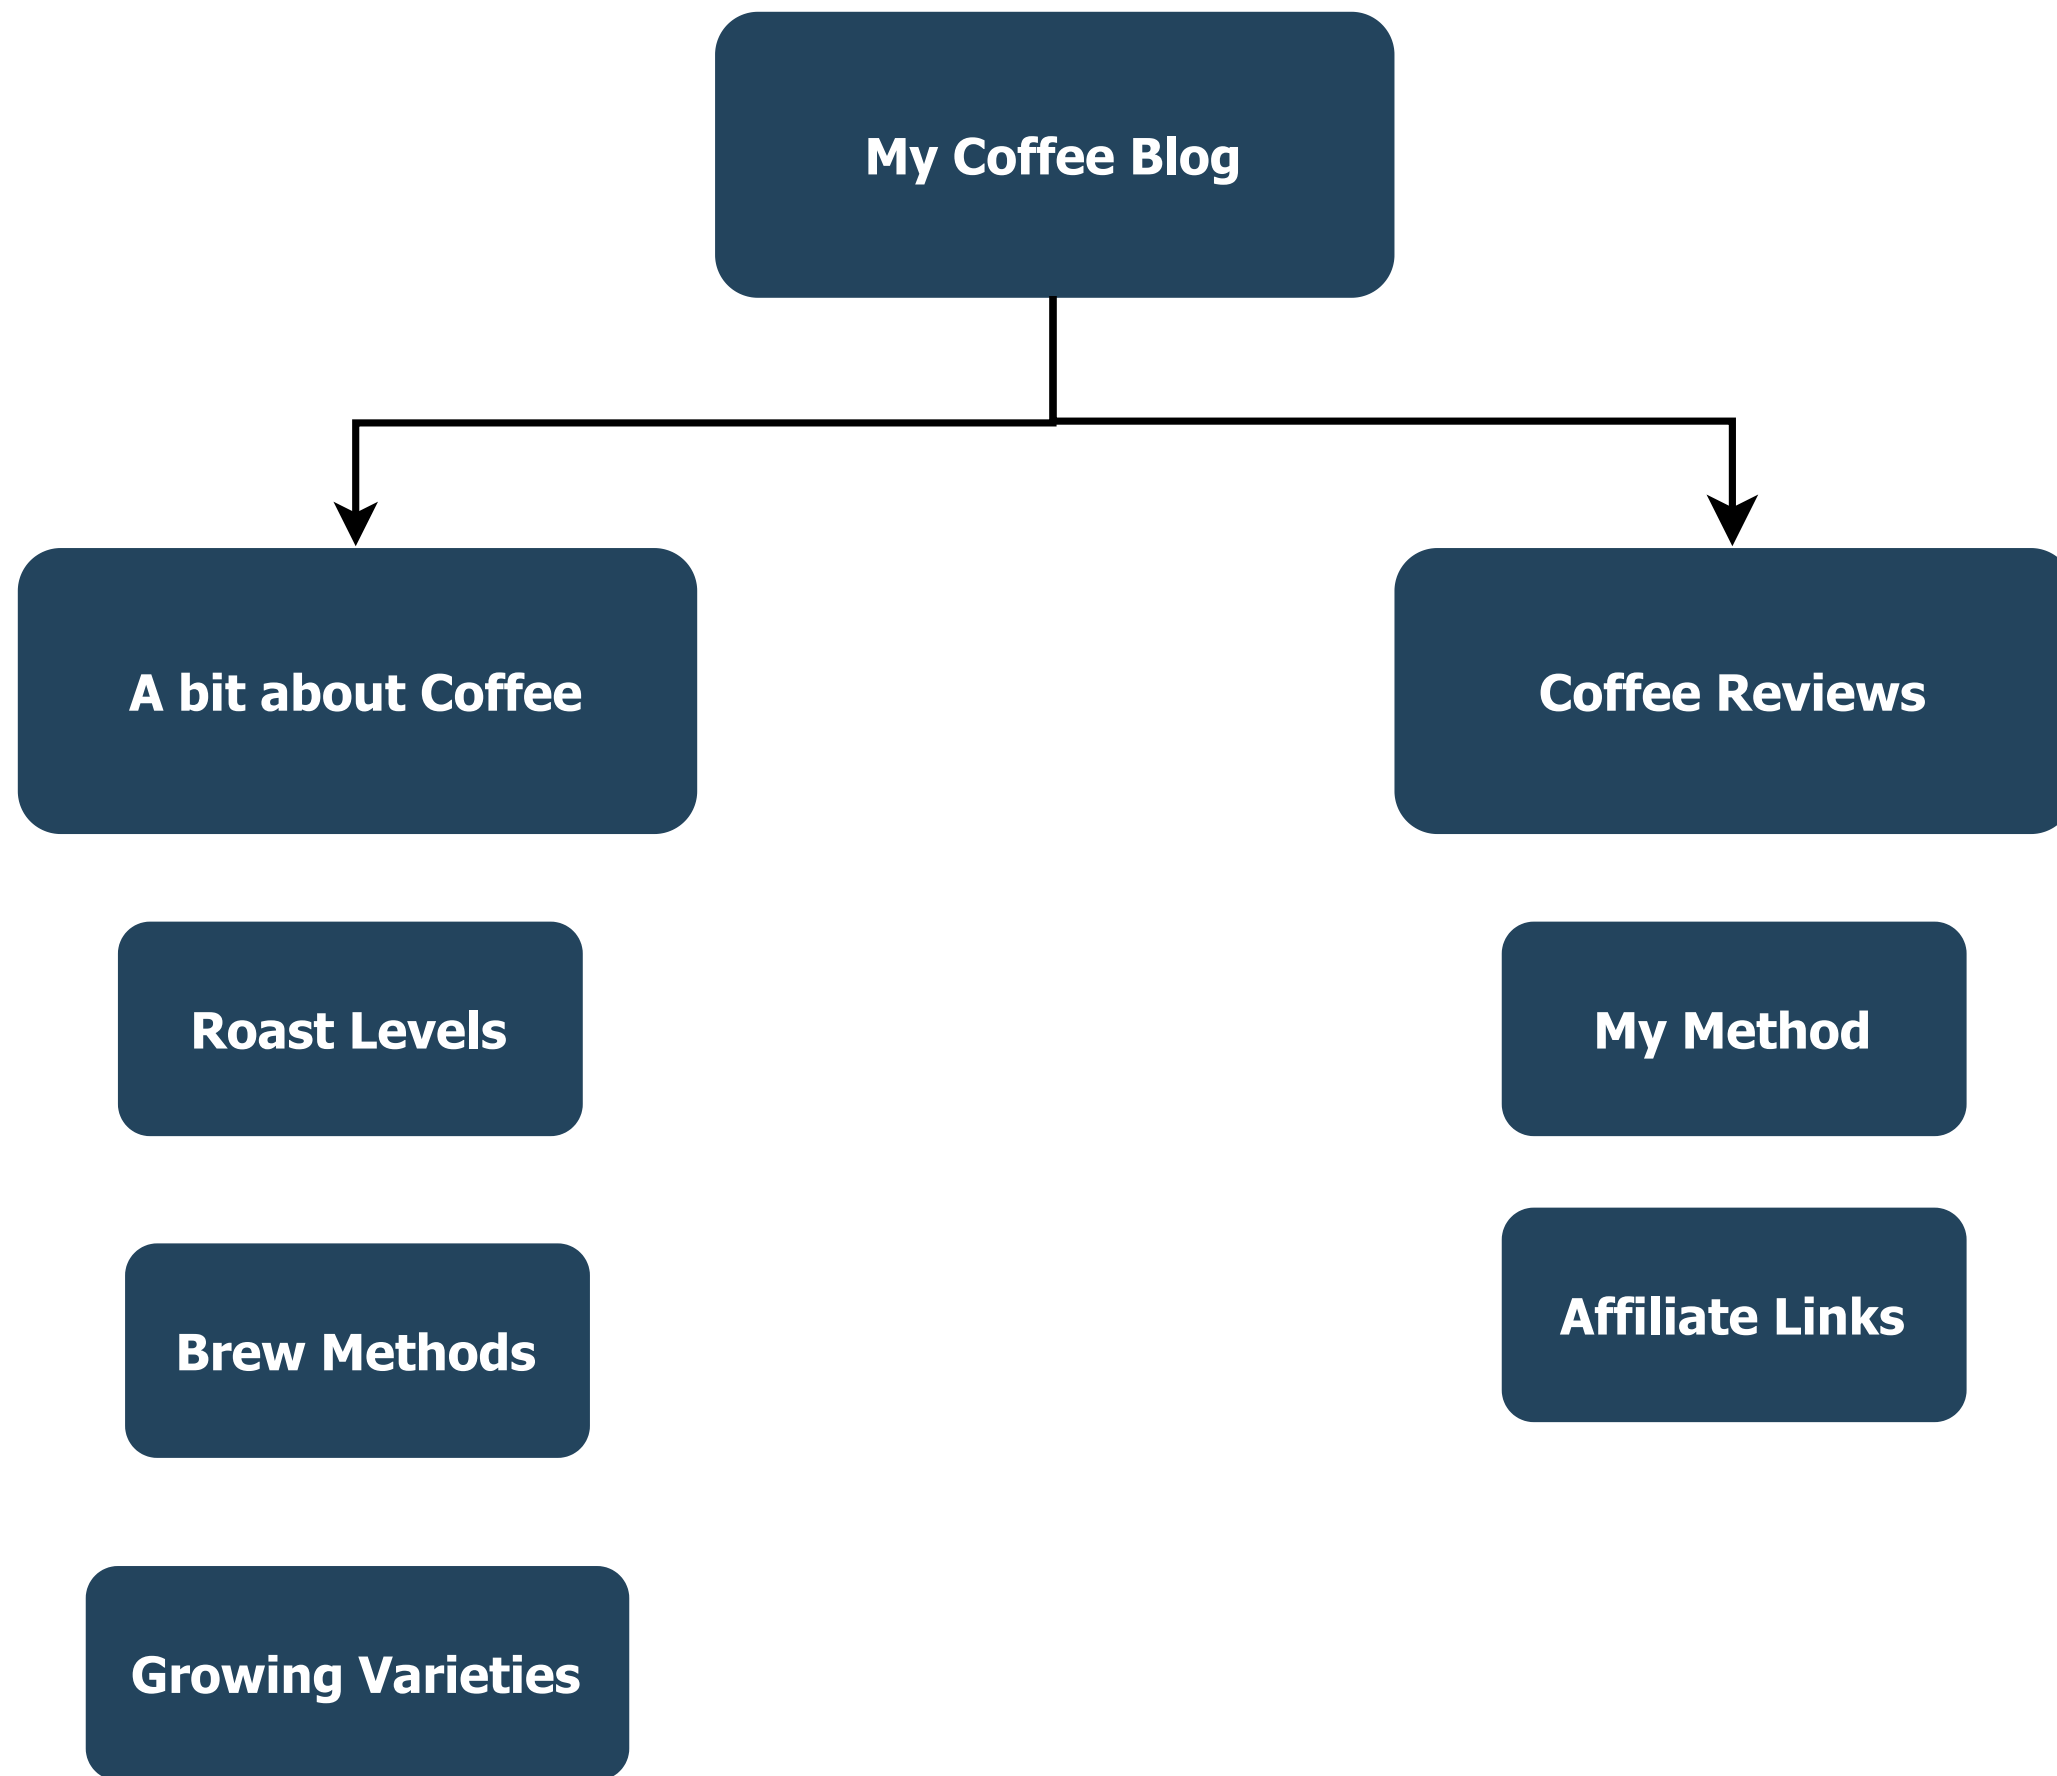 My Coffee Blog
A bit about Coffee
Coffee Reviews
Roast Levels
My Method
Brew Methods
Affiliate Links
Growing Varieties